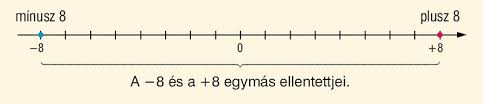 mínusz 8 plusz 8
−8 0 +8
A −8 és a +8 egymás ellentettjei.